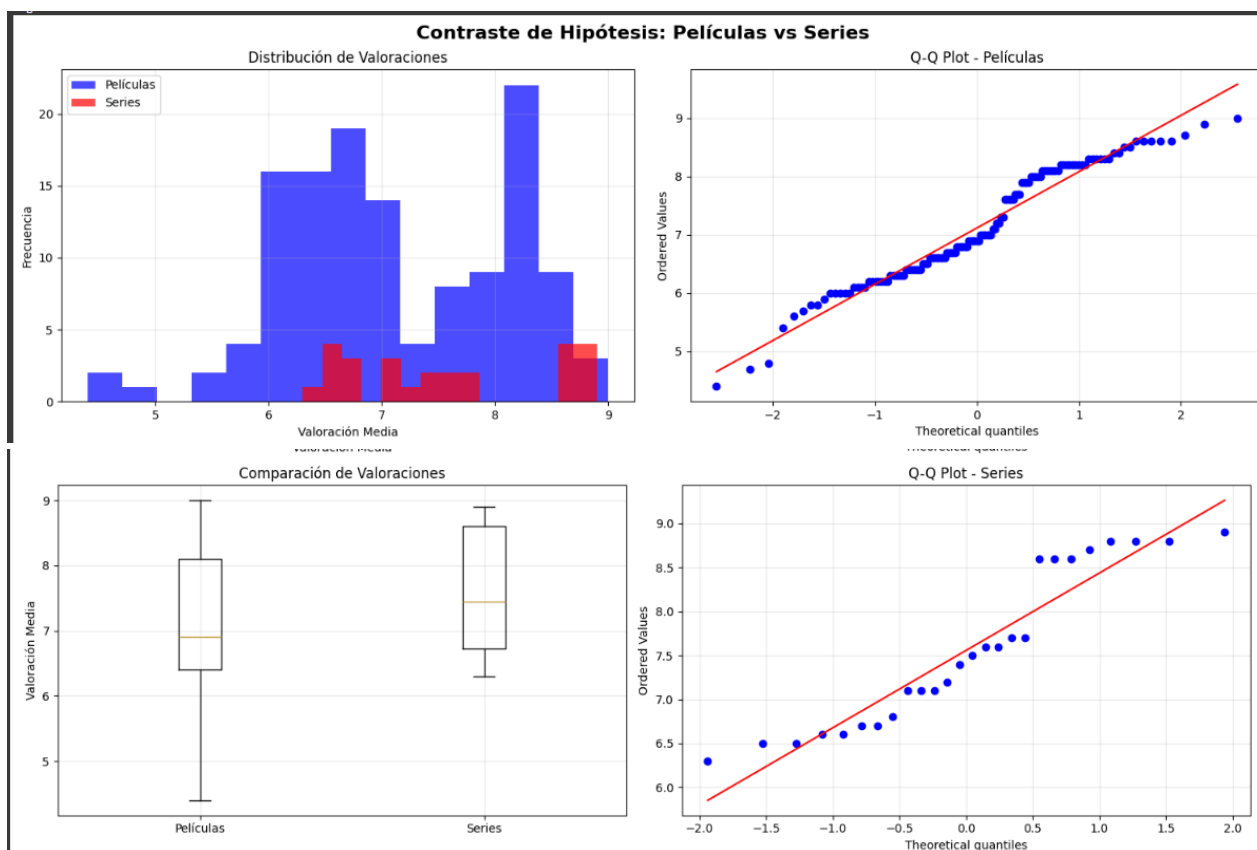 Contraste de Hipótesis: Películas vs Series
Distribución de Valoraciones
Películas
Series
20
15
10
5
0
Frecuencia
5 6 7 8 9
Valoración Media
Q-Q Plot - Películas
9
8
7
6
5
Ordered Values
−2 −1 0 1 2
Theoretical quantiles
Valoración Media
Theoretical quantiles
Comparación de Valoraciones
9
8
7
6
5
Valoración Media
Películas Series
Q-Q Plot - Series
9.0
8.5
8.0
7.5
7.0
6.5
6.0
Ordered Values
−2.0 −1.5 −1.0 −0.5 0.0 0.5 1.0 1.5 2.0
Theoretical quantiles